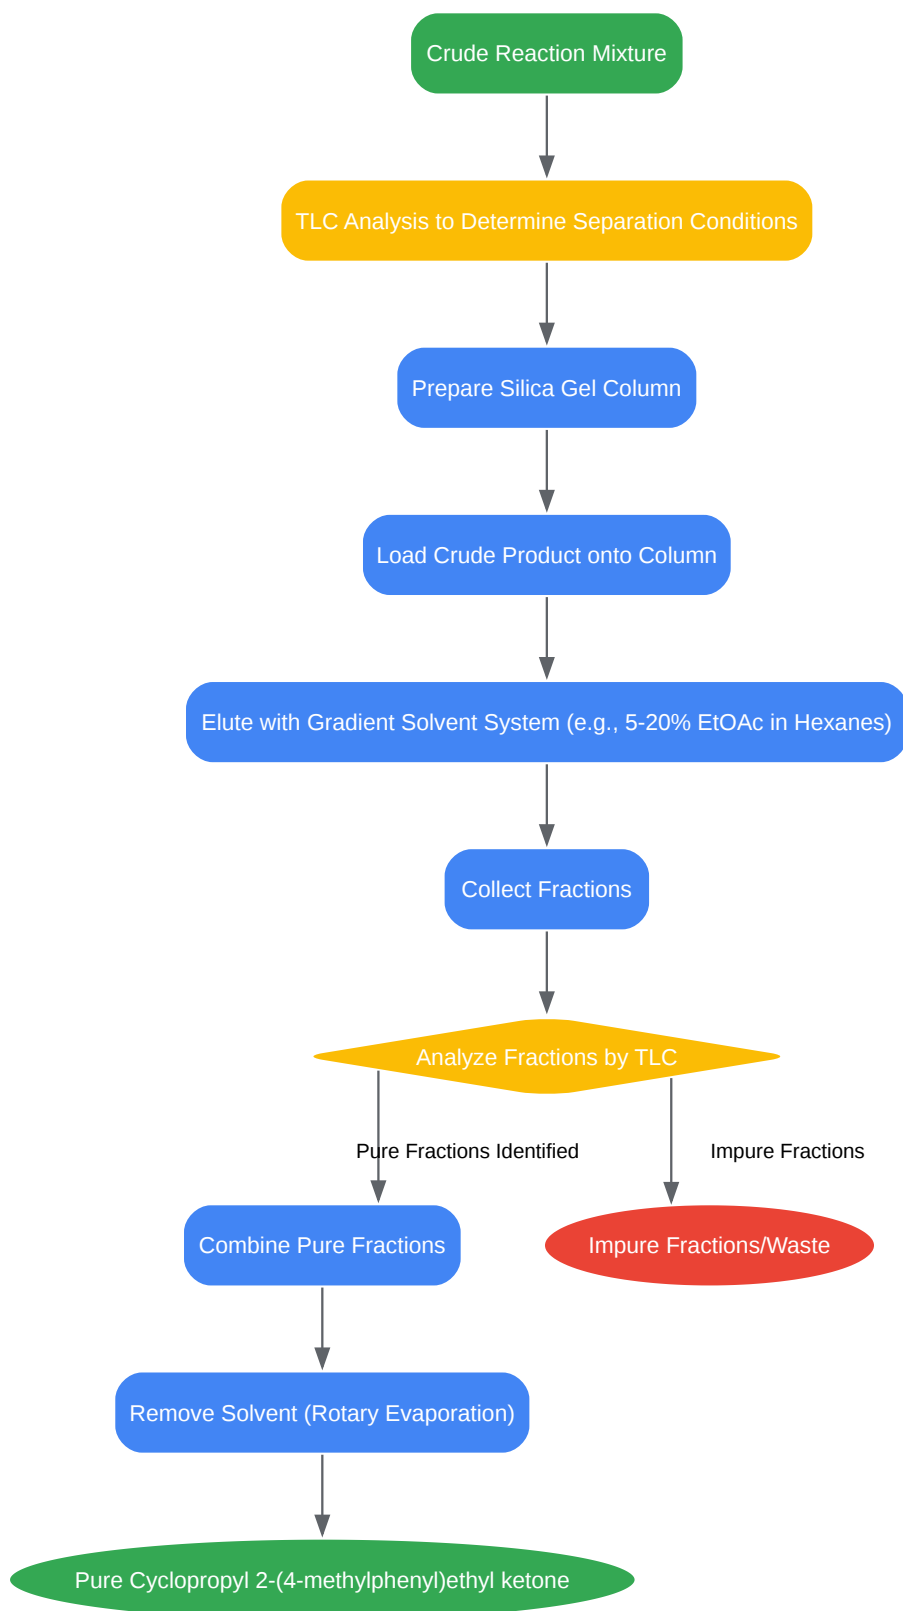 Crude Reaction Mixture
TLC Analysis to Determine Separation Conditions
Prepare Silica Gel Column
Load Crude Product onto Column
Elute with Gradient Solvent System (e.g., 5-20% EtOAc in Hexanes)
Collect Fractions
Analyze Fractions by TLC
Pure Fractions Identified
Impure Fractions
Combine Pure Fractions
Impure Fractions/Waste
Remove Solvent (Rotary Evaporation)
Pure Cyclopropyl 2-(4-methylphenyl)ethyl ketone